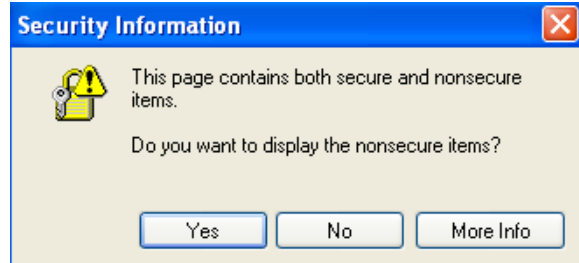 Security Information
This page contains both secure and nonsecure
items.
Do you want to display the nonsecure items?
Yes
No
More Info